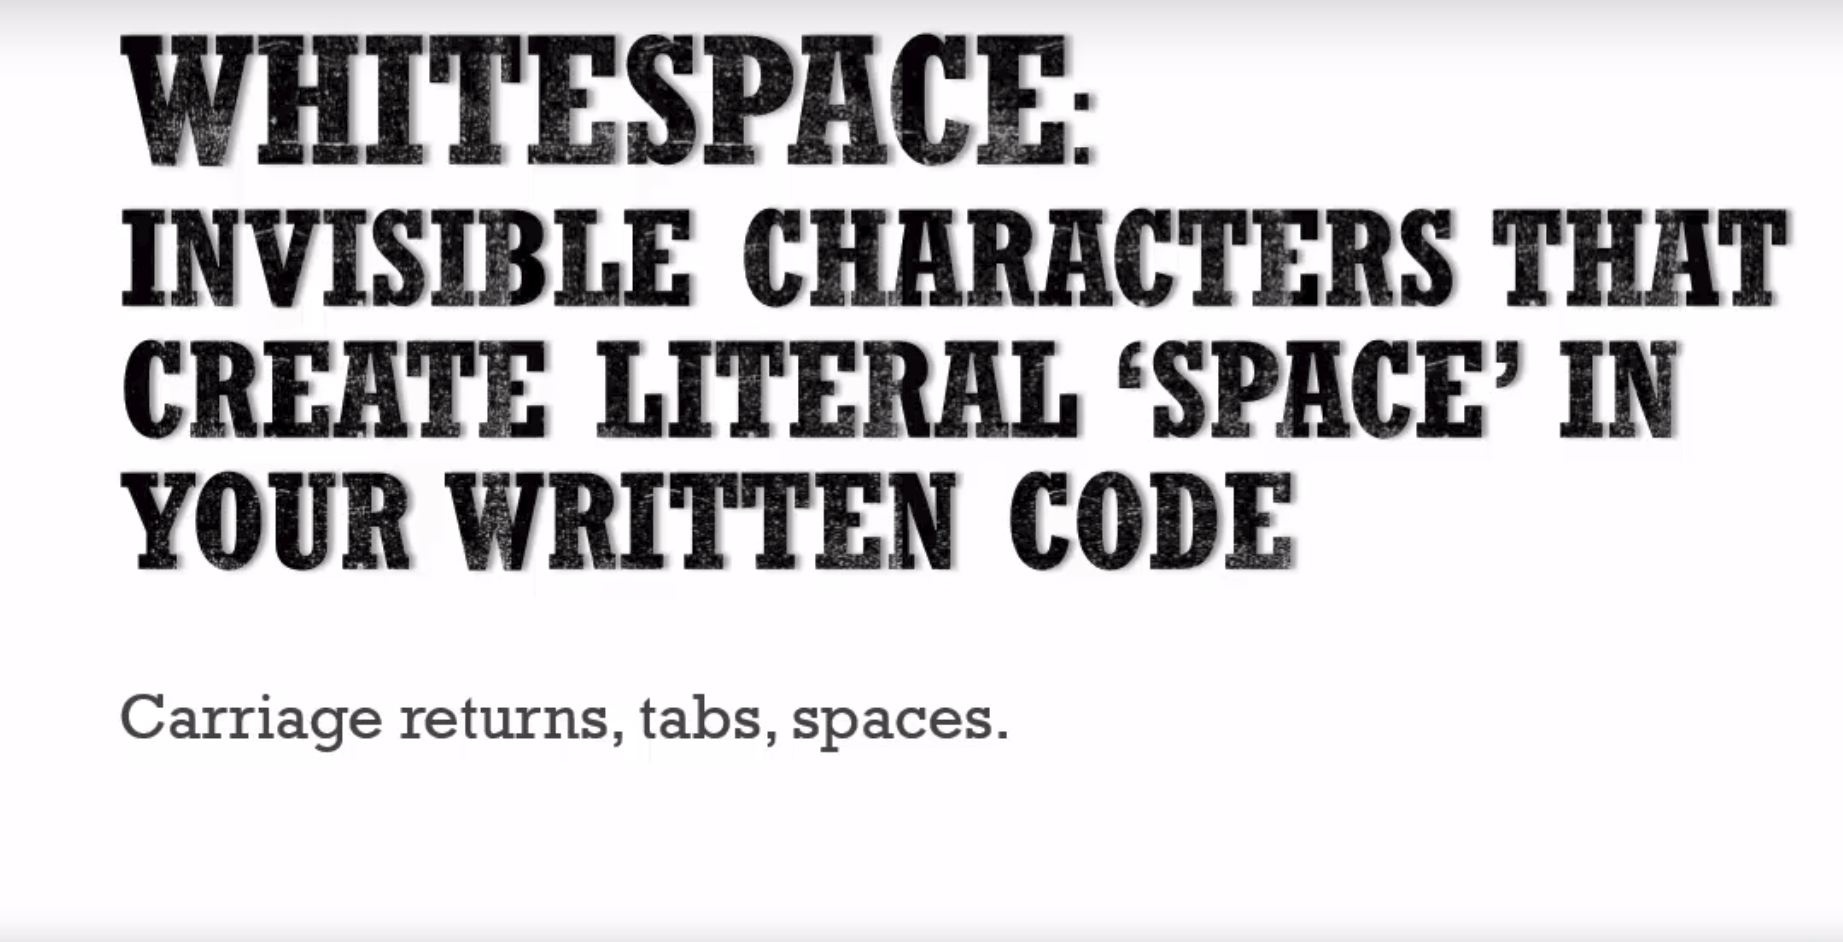 WHITESPACE:
INVISIBLE CHARACTERS THAT
CREATE LITERAL ‘SPACE’ IN
YOUR WRITTEN CODE
Carriage returns, tabs, spaces.